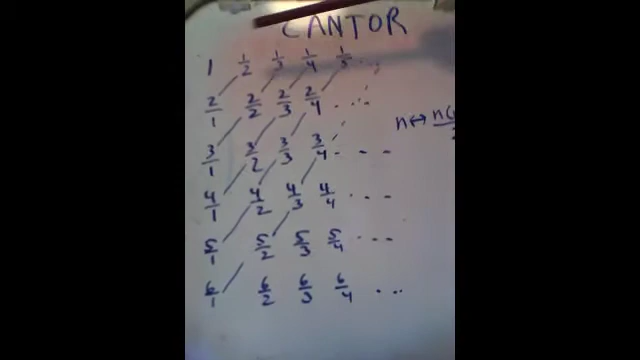 CANTOR
1 1/2 1/3 1/4 1/5 ...
2/1 2/2 2/3 2/4 ...
n ↔ n(
3/1 3/2 3/3 3/4 ...
4/1 4/2 4/3 4/4 ...
5/1 5/2 5/3 5/4 ...
6/1 6/2 6/3 6/4 ...